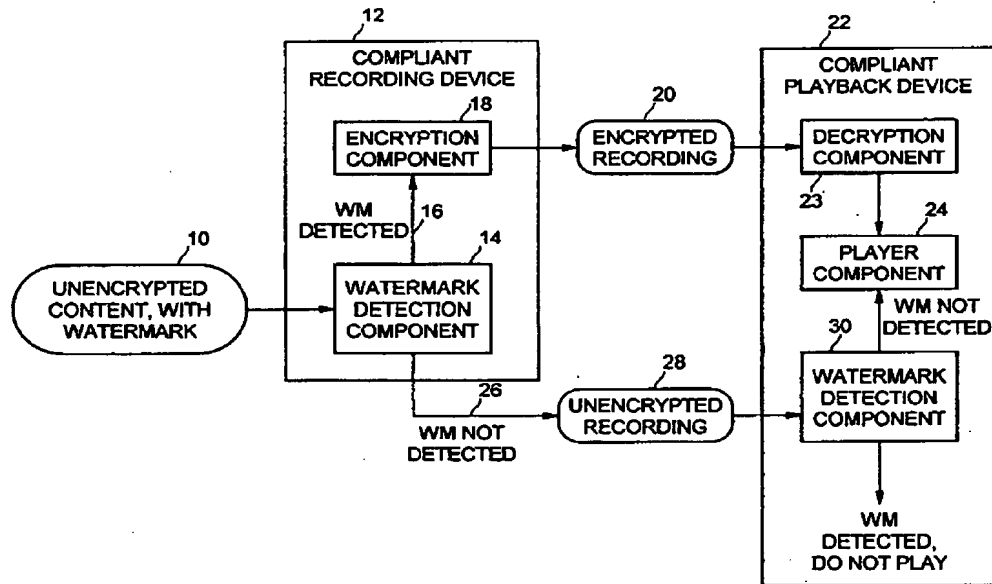 12
COMPLIANT
RECORDING DEVICE
18
ENCRYPTION
COMPONENT
WM
DETECTED
16
14
WATERMARK
DETECTION
COMPONENT
10
UNENCRYPTED
CONTENT, WITH
WATERMARK
26
WM NOT
DETECTED
20
ENCRYPTED
RECORDING
28
UNENCRYPTED
RECORDING
22
COMPLIANT
PLAYBACK DEVICE
DECRYPTION
COMPONENT
23
24
PLAYER
COMPONENT
WM NOT
DETECTED
30
WATERMARK
DETECTION
COMPONENT
WM
DETECTED,
DO NOT PLAY